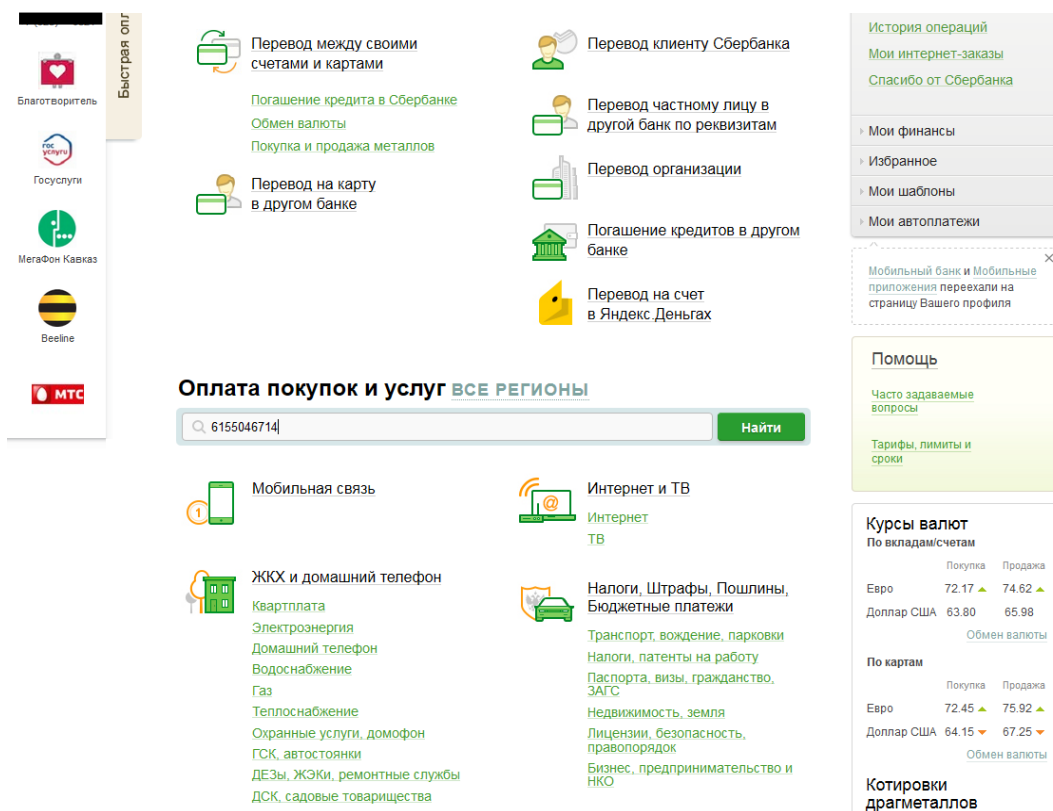 Благотворитель
гос
услуги
Госуслуги
МегаФон Кавказ
Beeline
МТС
Перевод между своими
счетами и картами
Погашение кредита в Сбербанке
Обмен валюты
Покупка и продажа металлов
Перевод на карту
в другом банке
Перевод клиенту Сбербанка
Перевод частному лицу в
другой банк по реквизитам
Перевод организации
Погашение кредитов в другом
банке
Перевод на счет
в Яндекс.Деньгах
Оплата покупок и услуг ВСЕ РЕГИОНЫ
6155046714
Найти
Мобильная связь
ЖКХ и домашний телефон
Квартплата
Электроэнергия
Домашний телефон
Водоснабжение
Газ
Теплоснабжение
Охранные услуги, домофон
ГСК, автостоянки
ДЕЗы, ЖЭКи, ремонтные службы
ДСК, садовые товарищества
Интернет и ТВ
Интернет
ТВ
Налоги, Штрафы, Пошлины,
Бюджетные платежи
Транспорт, вождение, парковки
Налоги, патенты на работу
Паспорта, визы, гражданство,
ЗАГС
Недвижимость, земля
Лицензии, безопасность,
правопорядок
Бизнес, предпринимательство и
НКО
История операций
Мои интернет-заказы
Спасибо от Сбербанка
Мои финансы
Избранное
Мои шаблоны
Мои автоплатежи
Мобильный банк и Мобильные
приложения переехали на
страницу Вашего профиля
Помощь
Часто задаваемые
вопросы
Тарифы, лимиты и
сроки
Курсы валют
По вкладам/счетам
Покупка Продажа
Евро 72.17 74.62
Доллар США 63.80 65.98
Обмен валюты
По картам
Покупка Продажа
Евро 72.45 75.92
Доллар США 64.15 67.25
Обмен валюты
Котировки
драгметаллов